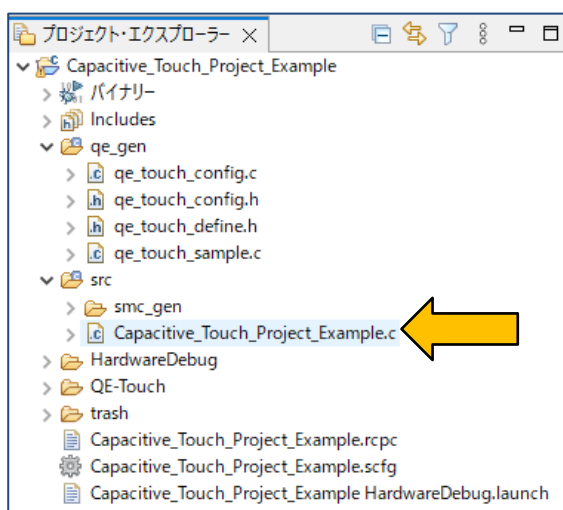 プロジェクト・エクスプローラー
Capacitive_Touch_Project_Example
バイナリー
Includes
qe_gen
qe_touch_config.c
qe_touch_config.h
qe_touch_define.h
qe_touch_sample.c
src
smc_gen
Capacitive_Touch_Project_Example.c
HardwareDebug
QE-Touch
trash
Capacitive_Touch_Project_Example.rcpc
Capacitive_Touch_Project_Example.scfg
Capacitive_Touch_Project_Example HardwareDebug.launch